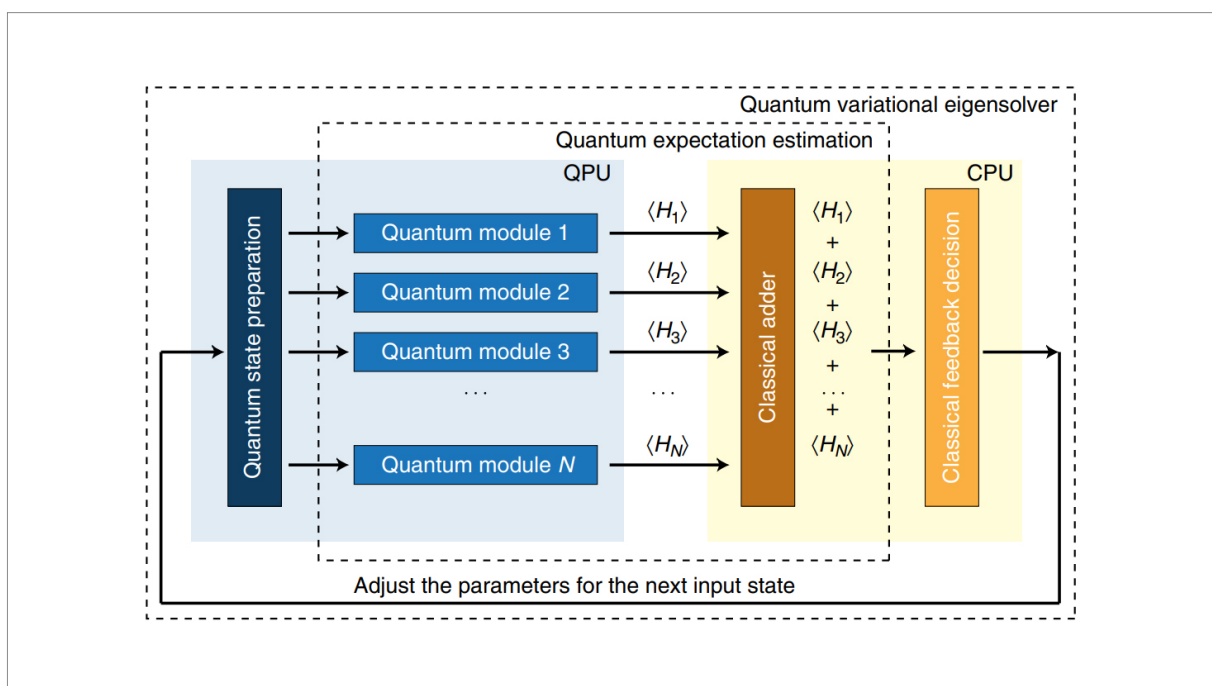 Quantum variational eigensolver
Quantum expectation estimation
QPU
CPU
Quantum state preparation
Quantum module 1
Quantum module 2
Quantum module 3
...
Quantum module N
⟨H₁⟩
⟨H₂⟩
⟨H₃⟩
...
⟨H_N⟩
Classical adder
⟨H₁⟩
+
⟨H₂⟩
+
⟨H₃⟩
+
...
+
⟨H_N⟩
Classical feedback decision
Adjust the parameters for the next input state